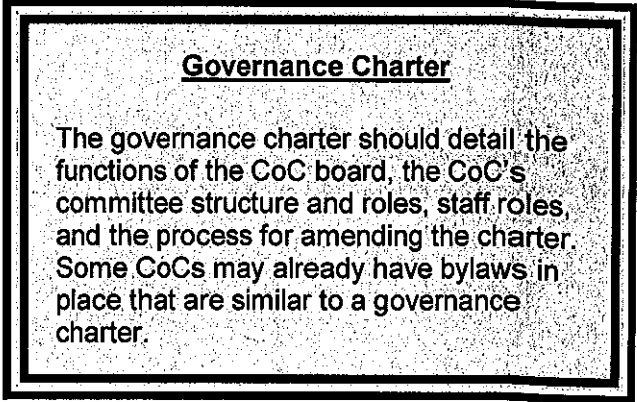 Governance Charter
The governance charter should detail the
functions of the CoC board, the CoC's
committee structure and roles, staff roles,
and the process for amending the charter.
Some CoCs may already have bylaws in
place that are similar to a governance
charter.